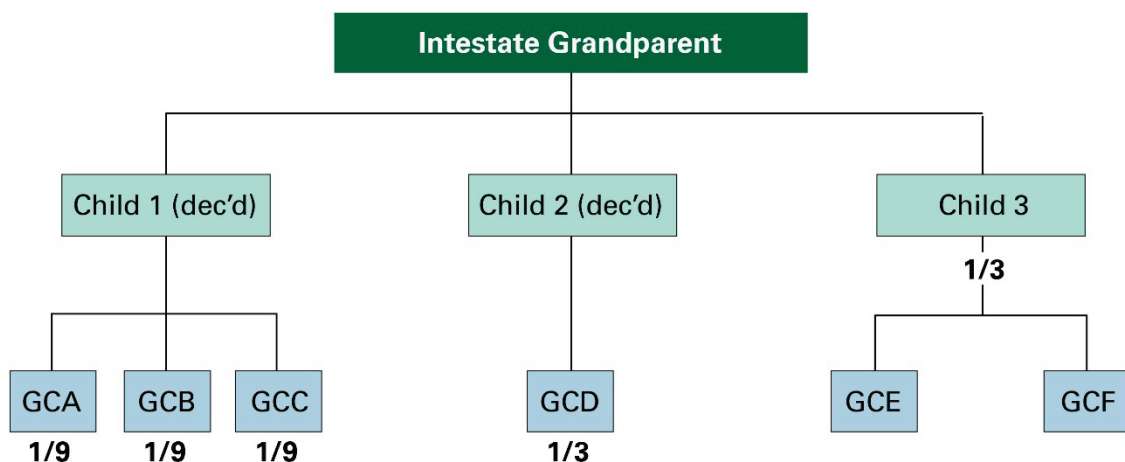 Intestate Grandparent
Child 1 (dec’d)
Child 2 (dec’d)
Child 3
1/3
GCA
GCB
GCC
GCD
GCE
GCF
1/9
1/9
1/9
1/3